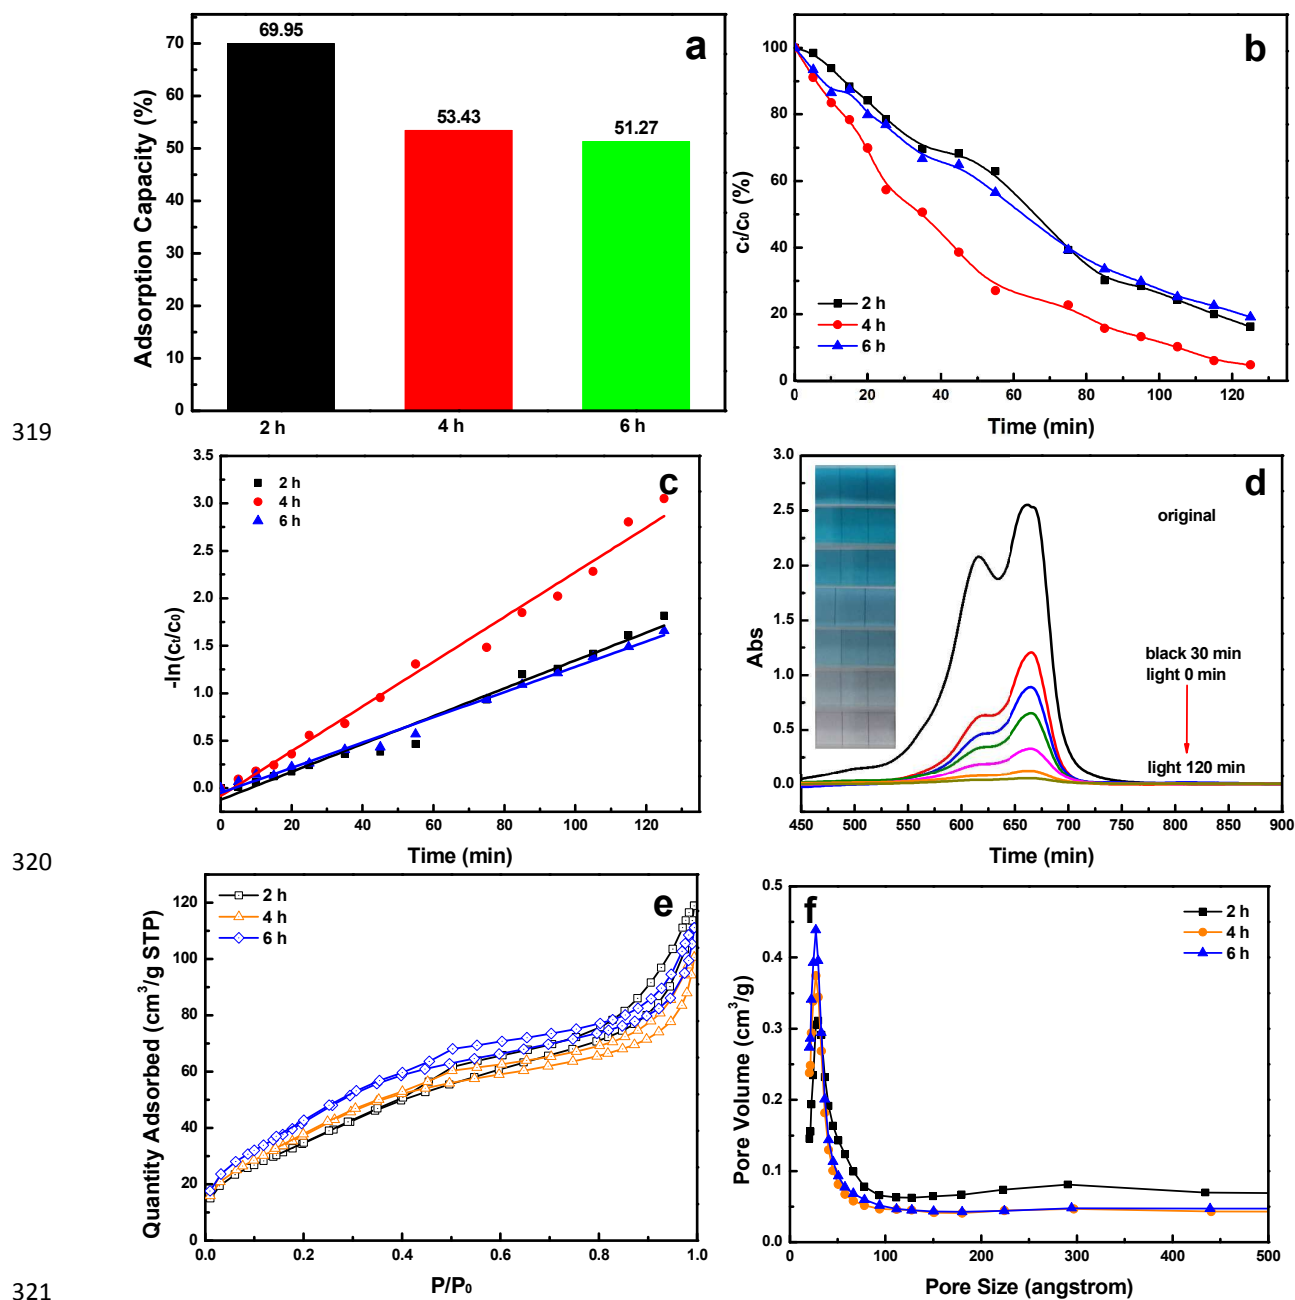 a
69.95
53.43
51.27
Adsorption Capacity (%)
70
60
50
40
30
20
10
0
2 h
4 h
6 h
319
b
100
80
60
40
20
0
ct/c0 (%)
2 h
4 h
6 h
0 20 40 60 80 100 120
Time (min)
c
3.5
3.0
2.5
2.0
1.5
1.0
0.5
0.0
-ln(ct/c0)
2 h
4 h
6 h
0 20 40 60 80 100 120
Time (min)
320
d
3.0
2.5
2.0
1.5
1.0
0.5
0.0
Abs
original
black 30 min
light 0 min
light 120 min
450 500 550 600 650 700 750 800 850 900
Time (min)
e
120
100
80
60
40
20
0
Quantity Adsorbed (cm³/g STP)
2 h
4 h
6 h
0.0 0.2 0.4 0.6 0.8 1.0
P/P0
321
f
0.5
0.4
0.3
0.2
0.1
0.0
Pore Volume (cm³/g)
2 h
4 h
6 h
0 100 200 300 400 500
Pore Size (angstrom)